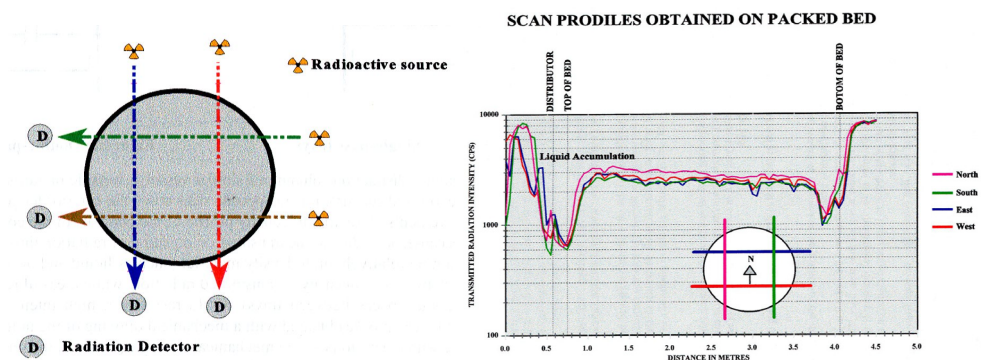 Radioactive source
D
D
D
D
D Radiation Detector
SCAN PRODILES OBTAINED ON PACKED BED
DISTRIBUTOR
TOP OF BED
BOTTOM OF BED
TRANSMITTED RADIATION INTENSITY (CPS)
10000
1000
100
Liquid Accumulation
N
0.0 0.5 1.0 1.5 2.0 2.5 3.0 3.5 4.0 4.5 5.0
DISTANCE IN METRES
North
South
East
West